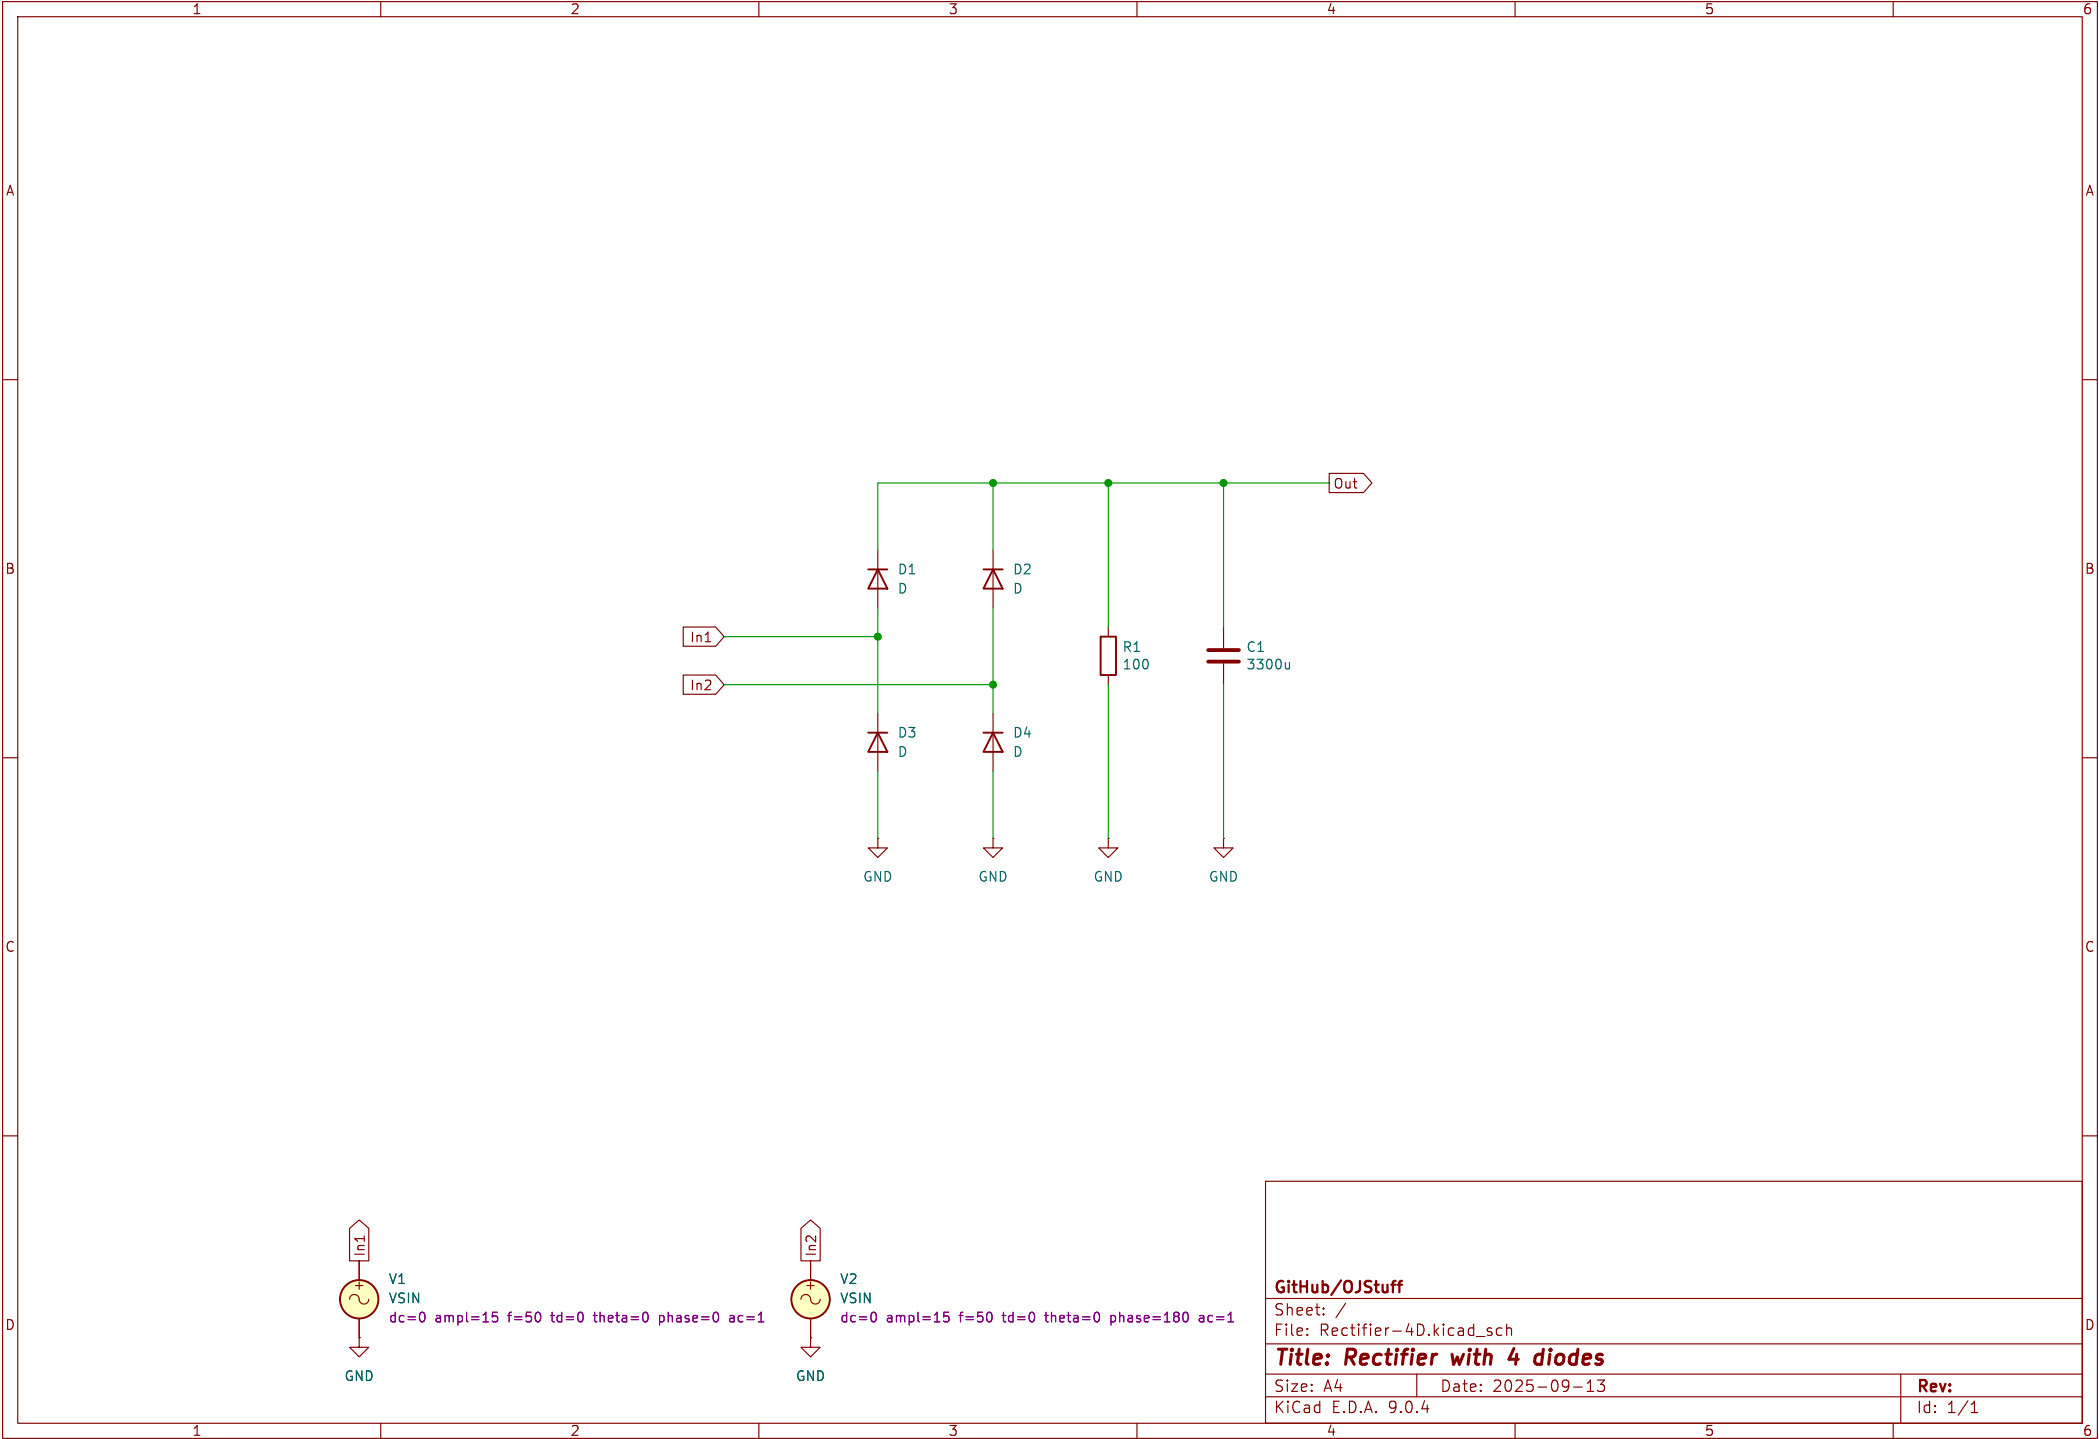 1 2 3 4 5 6
A A
Out
B B
D1
D
D2
D
In1
R1
100
C1
3300u
In2
D3
D
D4
D
GND GND GND GND
C C
In1
V1
VSIN
dc=0 ampl=15 f=50 td=0 theta=0 phase=0 ac=1
GND
In2
V2
VSIN
dc=0 ampl=15 f=50 td=0 theta=0 phase=180 ac=1
GND
D D
GitHub/OJStuff
Sheet: /
File: Rectifier-4D.kicad_sch
Title: Rectifier with 4 diodes
Size: A4 Date: 2025-09-13 Rev:
KiCad E.D.A. 9.0.4 Id: 1/1
1 2 3 4 5 6